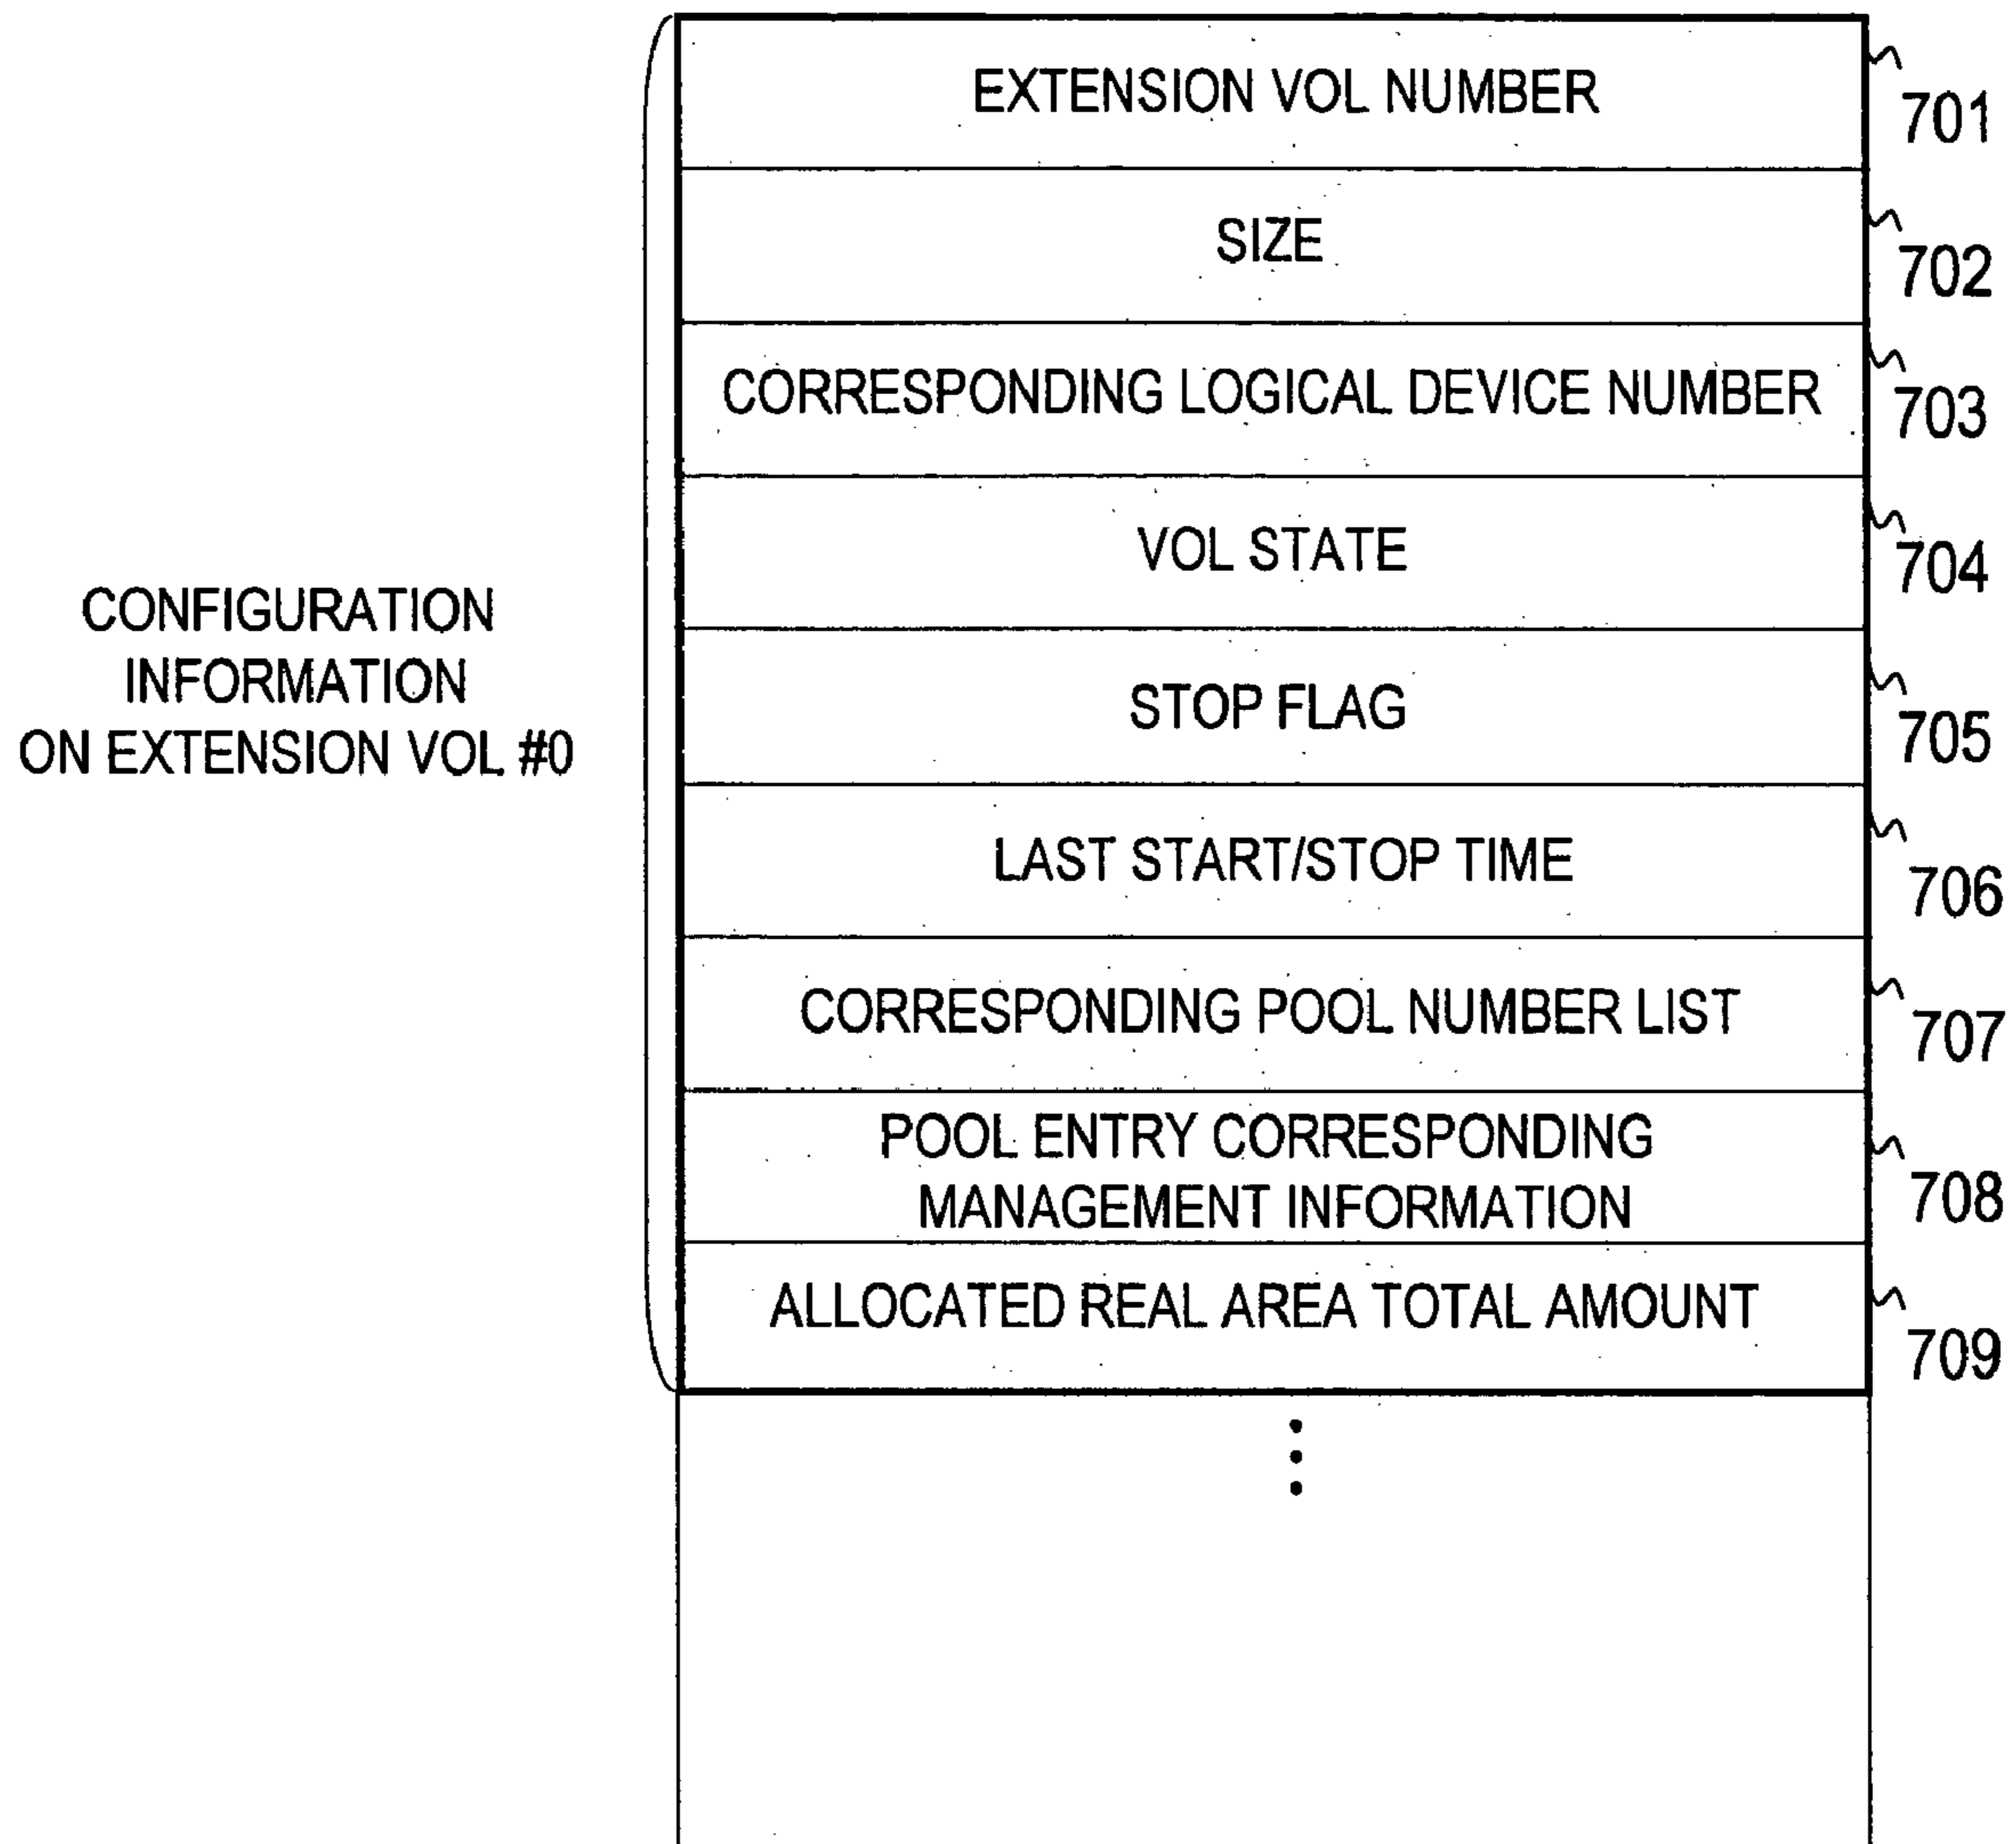 EXTENSION VOL NUMBER
701
SIZE
702
CORRESPONDING LOGICAL DEVICE NUMBER
703
VOL STATE
704
CONFIGURATION
INFORMATION
ON EXTENSION VOL #0
STOP FLAG
705
LAST START/STOP TIME
706
CORRESPONDING POOL NUMBER LIST
707
POOL ENTRY CORRESPONDING
MANAGEMENT INFORMATION
708
ALLOCATED REAL AREA TOTAL AMOUNT
709